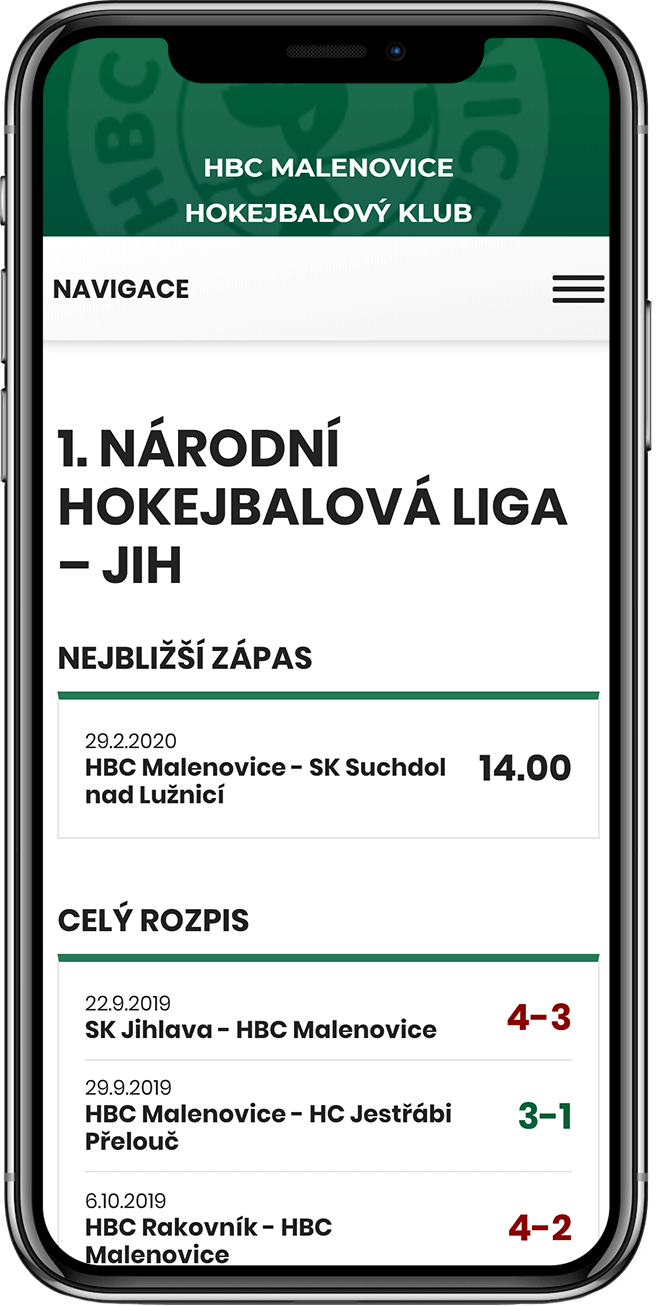 HBC
NICE
HBC MALENOVICE
HOKEJBALOVÝ KLUB
NAVIGACE
1. NÁRODNÍ
HOKEJBALOVÁ LIGA
– JIH
NEJBLIŽŠÍ ZÁPAS
29.2.2020
HBC Malenovice - SK Suchdol
nad Lužnicí
14.00
CELÝ ROZPIS
22.9.2019
SK Jihlava - HBC Malenovice
4-3
29.9.2019
HBC Malenovice - HC Jestřábi
Přelouč
3-1
6.10.2019
HBC Rakovník - HBC
Malenovice
4-2